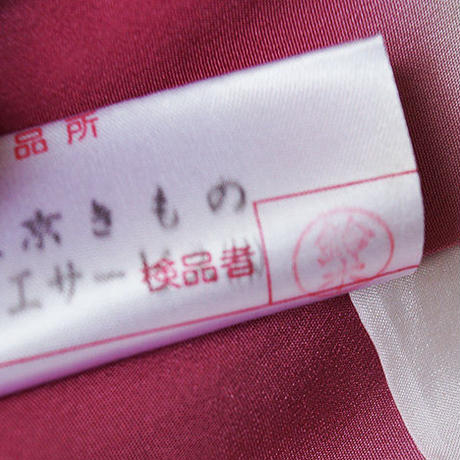 品所
京きもの
エサー
検品者